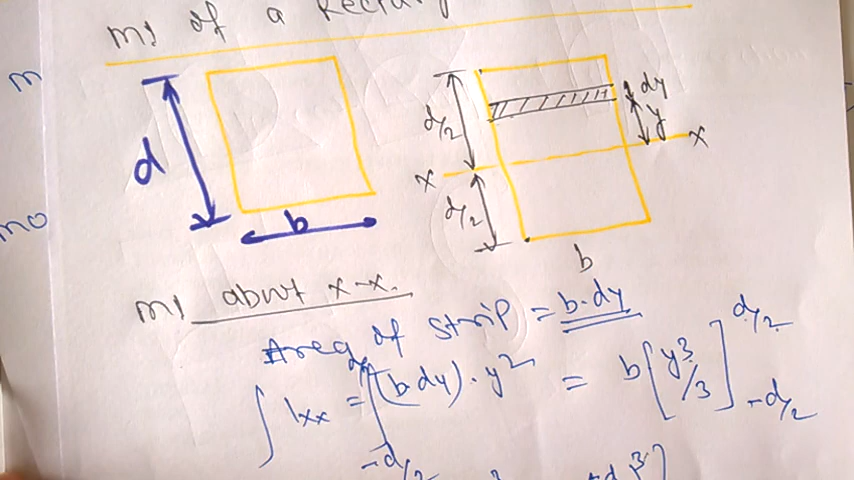 MI of a Rectang
d
b
d/2
d/2
dy
y
x
x
b
MI about x-x.
Area of strip = b.dy
∫ Ixx = ∫ (b.dy).y² = b[y³/3] d/2 -d/2
-d/2